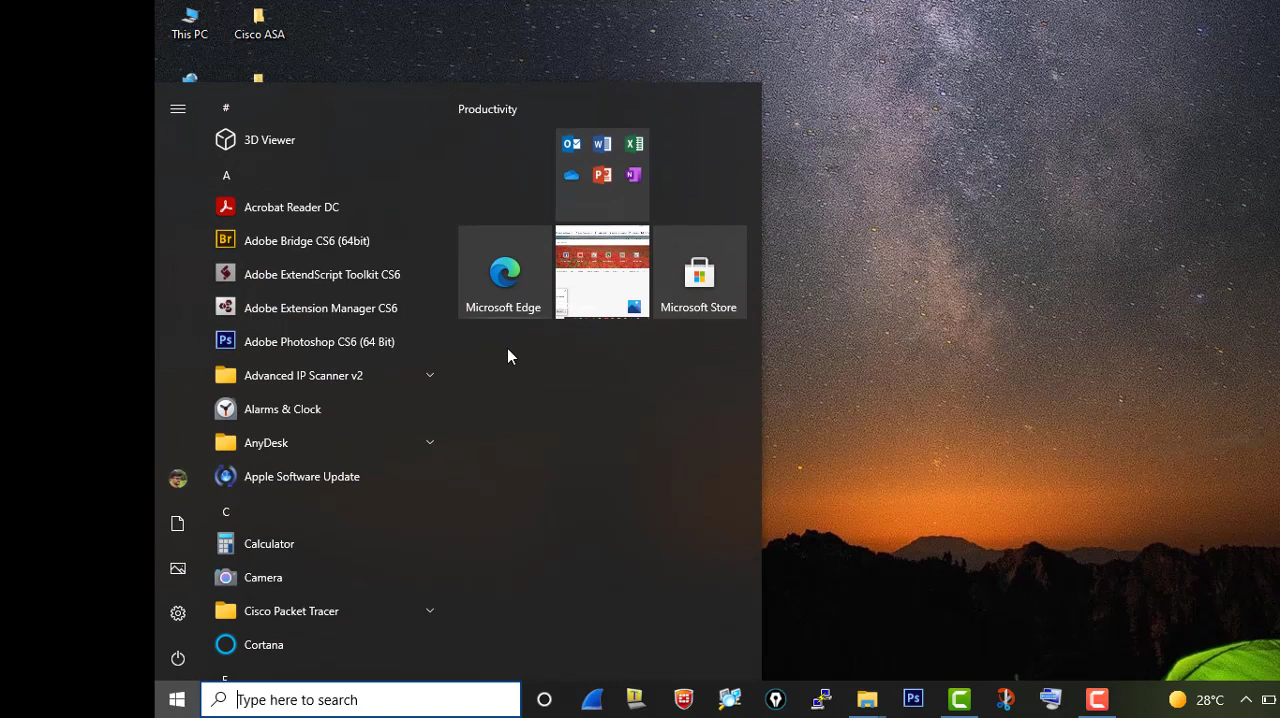 This PC
Cisco ASA
#
3D Viewer
A
Acrobat Reader DC
Adobe Bridge CS6 (64bit)
Adobe ExtendScript Toolkit CS6
Adobe Extension Manager CS6
Adobe Photoshop CS6 (64 Bit)
Advanced IP Scanner v2
Alarms & Clock
AnyDesk
Apple Software Update
C
Calculator
Camera
Cisco Packet Tracer
Cortana
Productivity
Microsoft Edge
Microsoft Store
Type here to search
28°C